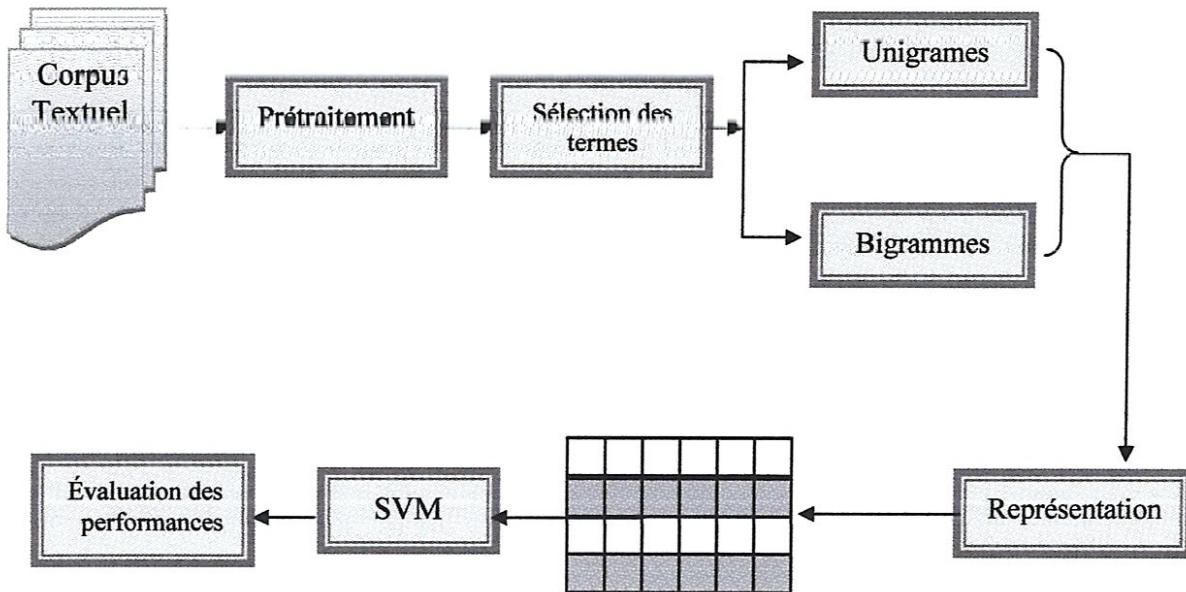 Corpus
Textuel
Prétraitement
Sélection des
termes
Unigrames
Bigrammes
Représentation
SVM
Évaluation des
performances